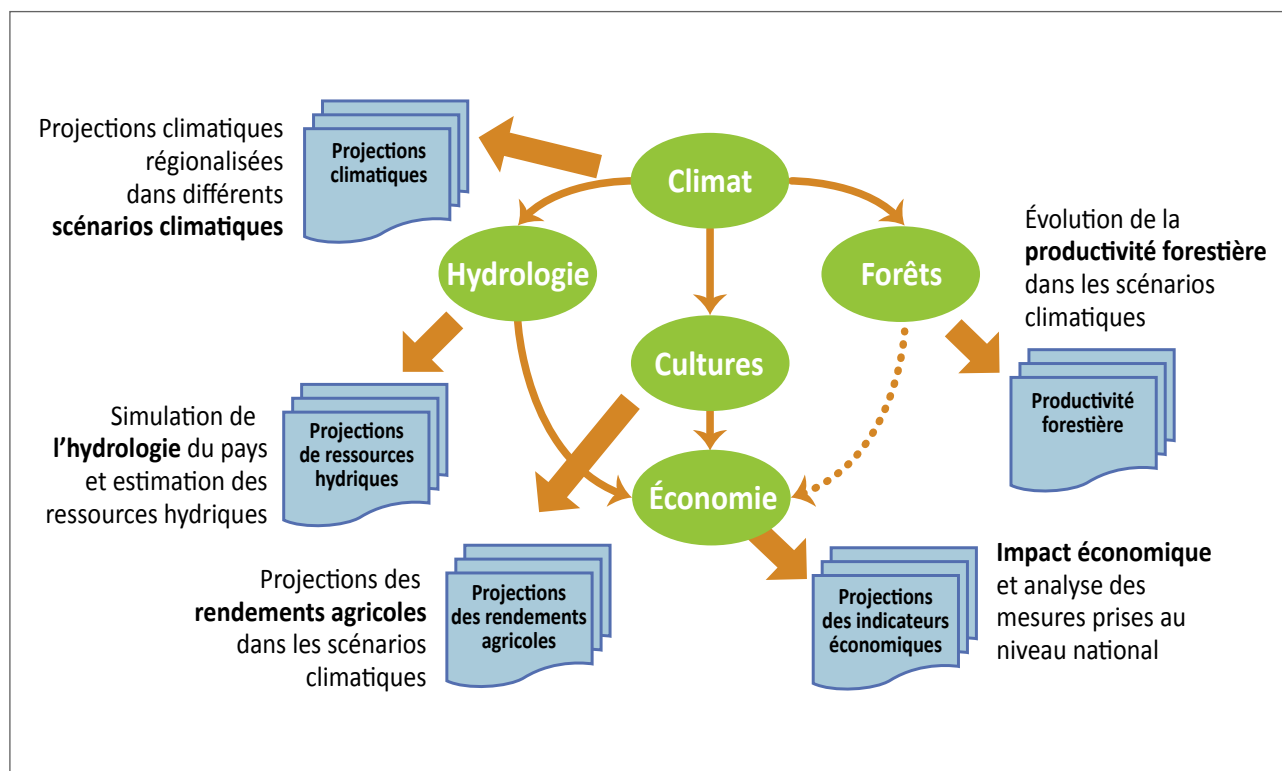 Projections climatiques
régionalisées
dans différents
scénarios climatiques
Projections
climatiques
Climat
Hydrologie
Forêts
Cultures
Économie
Évolution de la
productivité forestière
dans les scénarios
climatiques
Productivité
forestière
Simulation de
l'hydrologie du pays
et estimation des
ressources hydriques
Projections
de ressources
hydriques
Projections des
rendements agricoles
dans les scénarios
climatiques
Projections
des rendements
agricoles
Projections
des indicateurs
économiques
Impact économique
et analyse des
mesures prises au
niveau national